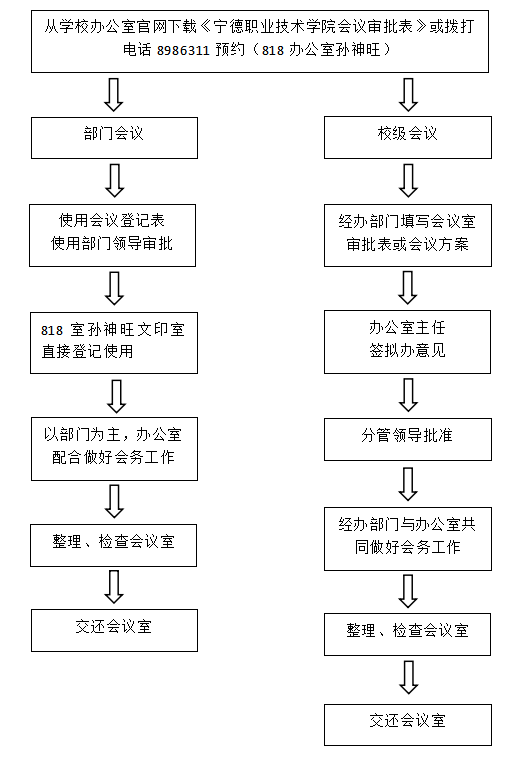 从学校办公室官网下载《宁德职业技术学院会议审批表》或拨打
电话 8986311 预约（818 办公室孙神旺）
部门会议
使用会议登记表
使用部门领导审批
818 室孙神旺文印室
直接登记使用
以部门为主，办公室
配合做好会务工作
整理、检查会议室
交还会议室
校级会议
经办部门填写会议室
审批表或会议方案
办公室主任
签拟办意见
分管领导批准
经办部门与办公室共
同做好会务工作
整理、检查会议室
交还会议室